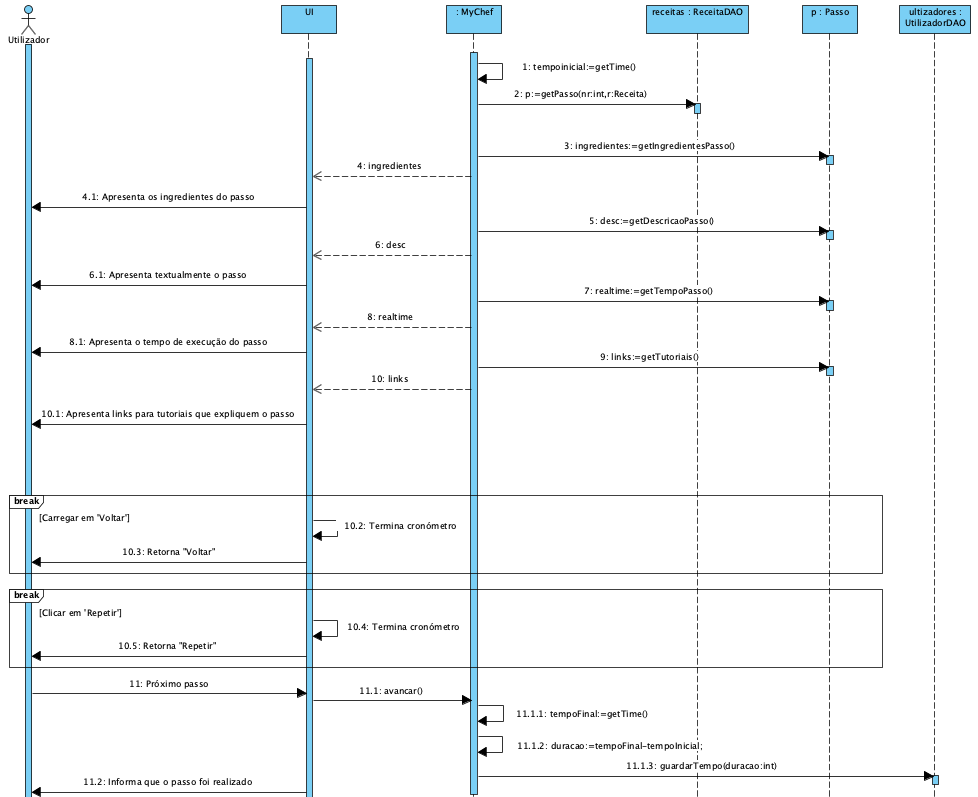 Utilizador
UI
: MyChef
receitas : ReceitaDAO
p : Passo
ultizadores :
UtilizadorDAO
1: tempoinicial:=getTime()
2: p:=getPasso(nr:int,r:Receita)
3: ingredientes:=getIngredientesPasso()
4: ingredientes
4.1: Apresenta os ingredientes do passo
5: desc:=getDescricaoPasso()
6: desc
6.1: Apresenta textualmente o passo
7: realtime:=getTempoPasso()
8: realtime
8.1: Apresenta o tempo de execução do passo
9: links:=getTutoriais()
10: links
10.1: Apresenta links para tutoriais que expliquem o passo
break
[Carregar em "Voltar"]
10.2: Termina cronómetro
10.3: Retorna "Voltar"
break
[Clicar em "Repetir"]
10.4: Termina cronómetro
10.5: Retorna "Repetir"
11: Próximo passo
11.1: avancar()
11.1.1: tempoFinal:=getTime()
11.1.2: duracao:=tempoFinal-tempoInicial;
11.1.3: guardarTempo(duracao:int)
11.2: Informa que o passo foi realizado